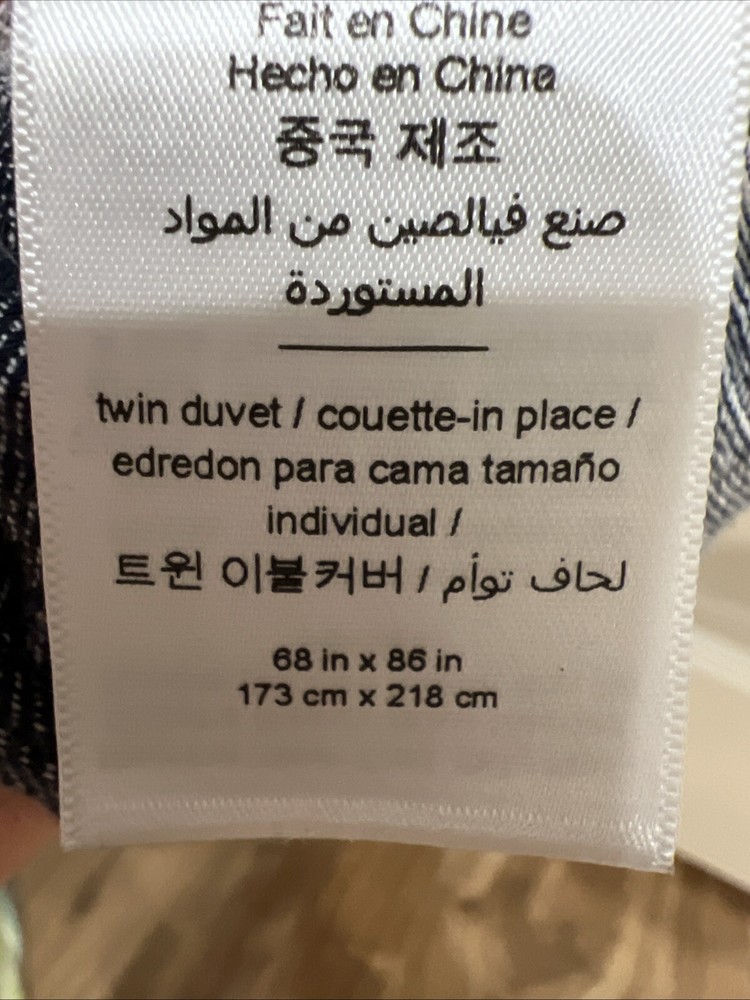 Fait en Chine
Hecho en China
중국 제조
صنع فيالصين من المواد
المستوردة
twin duvet / couette-in place /
edredon para cama tamaño
individual /
트윈 이불커버 / لحاف توأم
68 in x 86 in
173 cm x 218 cm